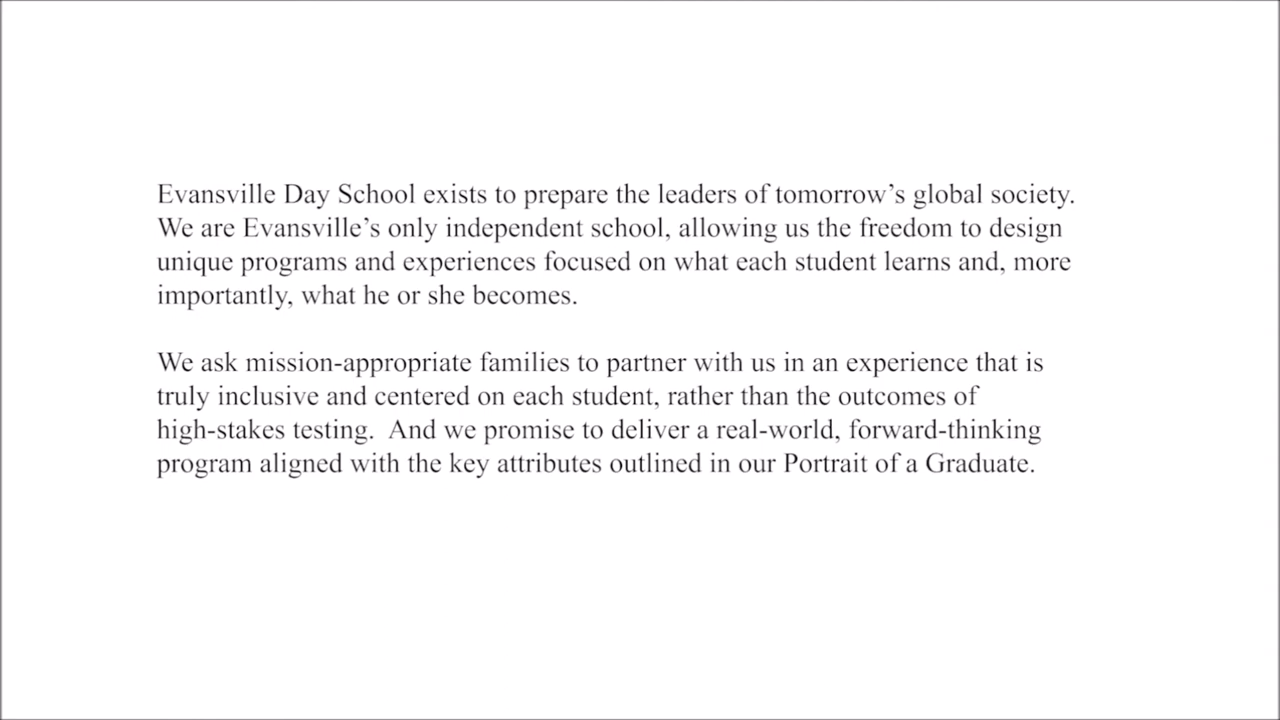 Evansville Day School exists to prepare the leaders of tomorrow’s global society.
We are Evansville’s only independent school, allowing us the freedom to design
unique programs and experiences focused on what each student learns and, more
importantly, what he or she becomes.
We ask mission-appropriate families to partner with us in an experience that is
truly inclusive and centered on each student, rather than the outcomes of
high-stakes testing.  And we promise to deliver a real-world, forward-thinking
program aligned with the key attributes outlined in our Portrait of a Graduate.